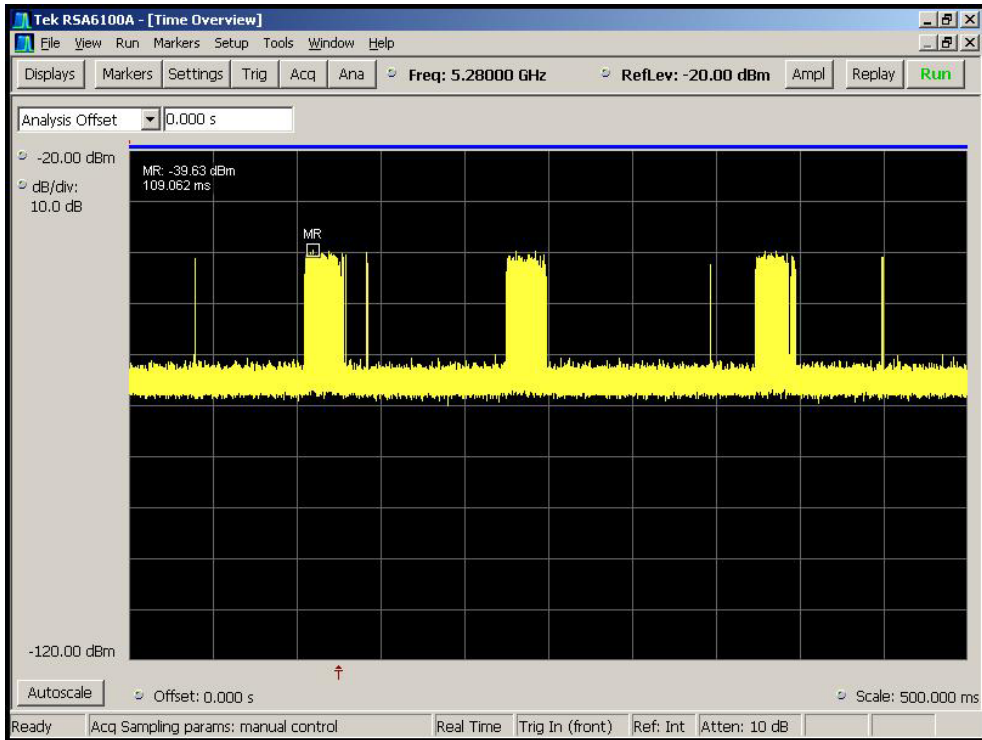 Tek RSA6100A - [Time Overview]
File View Run Markers Setup Tools Window Help
Displays Markers Settings Trig Acq Ana Freq: 5.28000 GHz RefLev: -20.00 dBm Ampl Replay Run
Analysis Offset 0.000 s
-20.00 dBm
dB/div:
10.0 dB
MR: -39.63 dBm
109.062 ms
MR
-120.00 dBm
Autoscale Offset: 0.000 s Scale: 500.000 ms
Ready Acq Sampling params: manual control Real Time Trig In (front) Ref: Int Atten: 10 dB